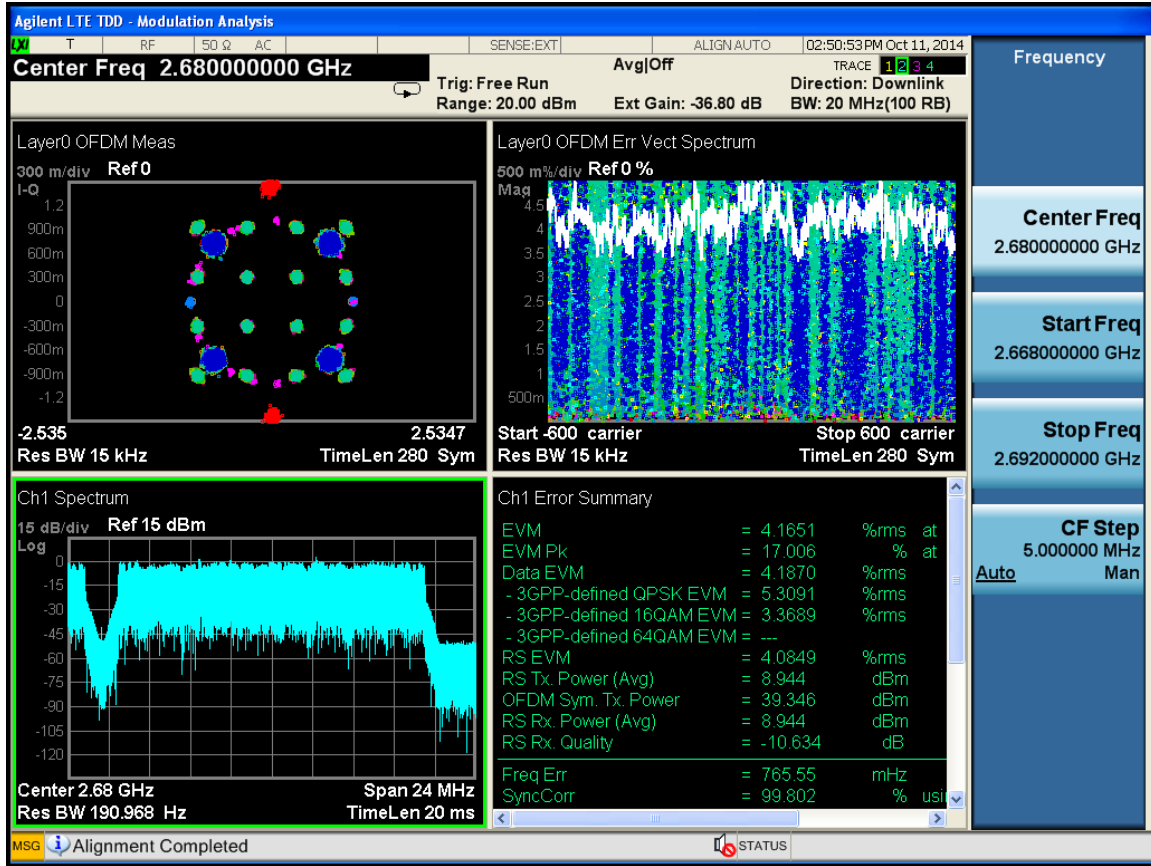 Agilent LTE TDD - Modulation Analysis
LXI T RF 50 Ω AC SENSE:EXT ALIGN AUTO 02:50:53 PM Oct 11, 2014
Center Freq 2.680000000 GHz
Trig: Free Run
Range: 20.00 dBm
Avg|Off
Ext Gain: -36.80 dB
TRACE 1 2 3 4
Direction: Downlink
BW: 20 MHz(100 RB)
Layer0 OFDM Meas
300 m/div Ref 0
I-Q
1.2
900m
600m
300m
0
-300m
-600m
-900m
-1.2
-2.535 2.5347
Res BW 15 kHz TimeLen 280 Sym
Layer0 OFDM Err Vect Spectrum
500 m%/div Ref 0 %
Mag
4.5
4
3.5
3
2.5
2
1.5
1
500m
Start -600 carrier Stop 600 carrier
Res BW 15 kHz TimeLen 280 Sym
Ch1 Spectrum
15 dB/div Ref 15 dBm
Log
0
-15
-30
-45
-60
-75
-90
-105
-120
Center 2.68 GHz Span 24 MHz
Res BW 190.968 Hz TimeLen 20 ms
Ch1 Error Summary
EVM = 4.1651 %rms at
EVM Pk = 17.006 % at
Data EVM = 4.1870 %rms
- 3GPP-defined QPSK EVM = 5.3091 %rms
- 3GPP-defined 16QAM EVM = 3.3689 %rms
- 3GPP-defined 64QAM EVM = ---
RS EVM = 4.0849 %rms
RS Tx. Power (Avg) = 8.944 dBm
OFDM Sym. Tx. Power = 39.346 dBm
RS Rx. Power (Avg) = 8.944 dBm
RS Rx. Quality = -10.634 dB
Freq Err = 765.55 mHz
SyncCorr = 99.802 % usi
Frequency
Center Freq
2.680000000 GHz
Start Freq
2.668000000 GHz
Stop Freq
2.692000000 GHz
CF Step
5.000000 MHz
Auto Man
MSG Alignment Completed STATUS